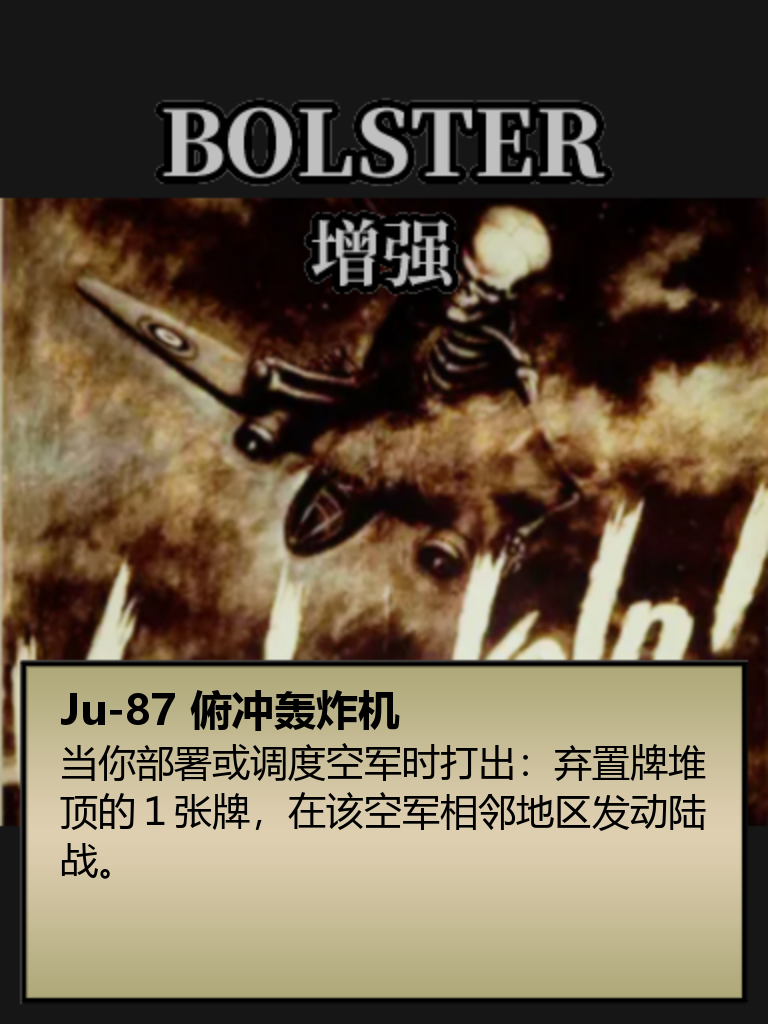 BOLSTER
增强
Ju-87 俯冲轰炸机
当你部署或调度空军时打出：弃置牌堆
顶的１张牌，在该空军相邻地区发动陆
战。